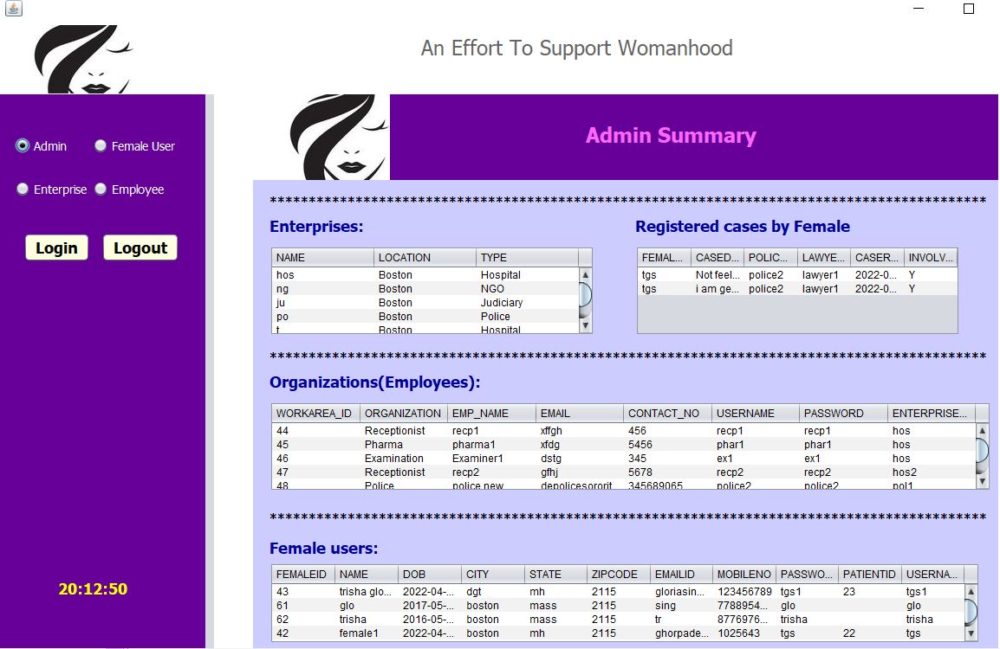 An Effort To Support Womanhood
Admin Female User
Enterprise Employee
Login Logout
20:12:50
Admin Summary
******************************************************************************************
Enterprises:
NAME LOCATION TYPE
hos Boston Hospital
ng Boston NGO
ju Boston Judiciary
po Boston Police
t Boston Hospital
Registered cases by Female
FEMAL... CASED... POLIC... LAWYE... CASER... INVOLV...
tgs Not feel... police2 lawyer1 2022-0... Y
tgs i am ge... police2 lawyer1 2022-0... Y
******************************************************************************************
Organizations(Employees):
WORKAREA_ID ORGANIZATION EMP_NAME EMAIL CONTACT_NO USERNAME PASSWORD ENTERPRISE...
44 Receptionist recp1 xffgh 456 recp1 recp1 hos
45 Pharma pharma1 xfdg 5456 phar1 phar1 hos
46 Examination Examiner1 dstg 345 ex1 ex1 hos
47 Receptionist recp2 gfhj 5678 recp2 recp2 hos2
48 Police police new depolicesororit 345689065 police2 police2 pol1
******************************************************************************************
Female users:
FEMALEID NAME DOB CITY STATE ZIPCODE EMAILID MOBILENO PASSWO... PATIENTID USERNA...
43 trisha glo... 2022-04-... dgt mh 2115 gloriasin... 123456789 tgs1 23 tgs1
61 glo 2017-05-... boston mass 2115 sing 7788954... glo glo
62 trisha 2016-05-... boston mass 2115 tr 8776976... trisha trisha
42 female1 2022-04-... boston mh 2115 ghorpade... 1025643 tgs 22 tgs